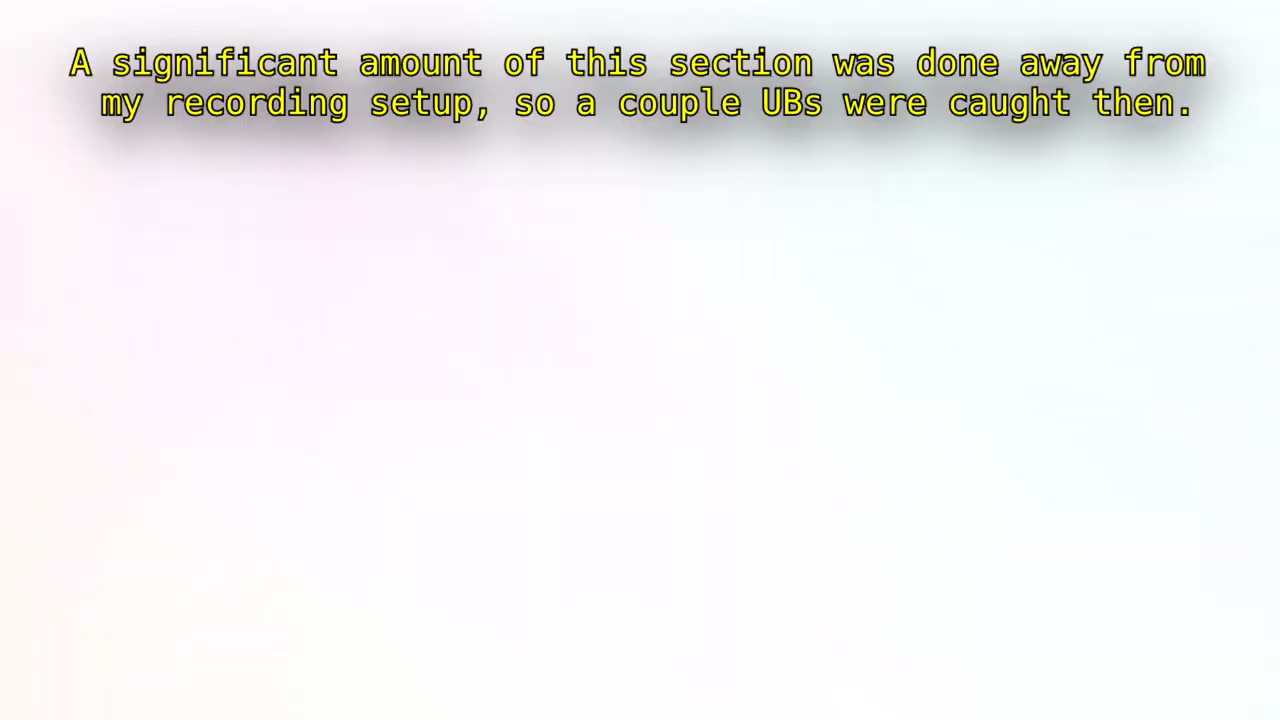 A significant amount of this section was done away from
my recording setup, so a couple UBs were caught then.